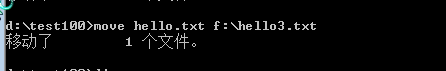 d:\test100>move hello.txt f:\hello3.txt
移动了         1 个文件。